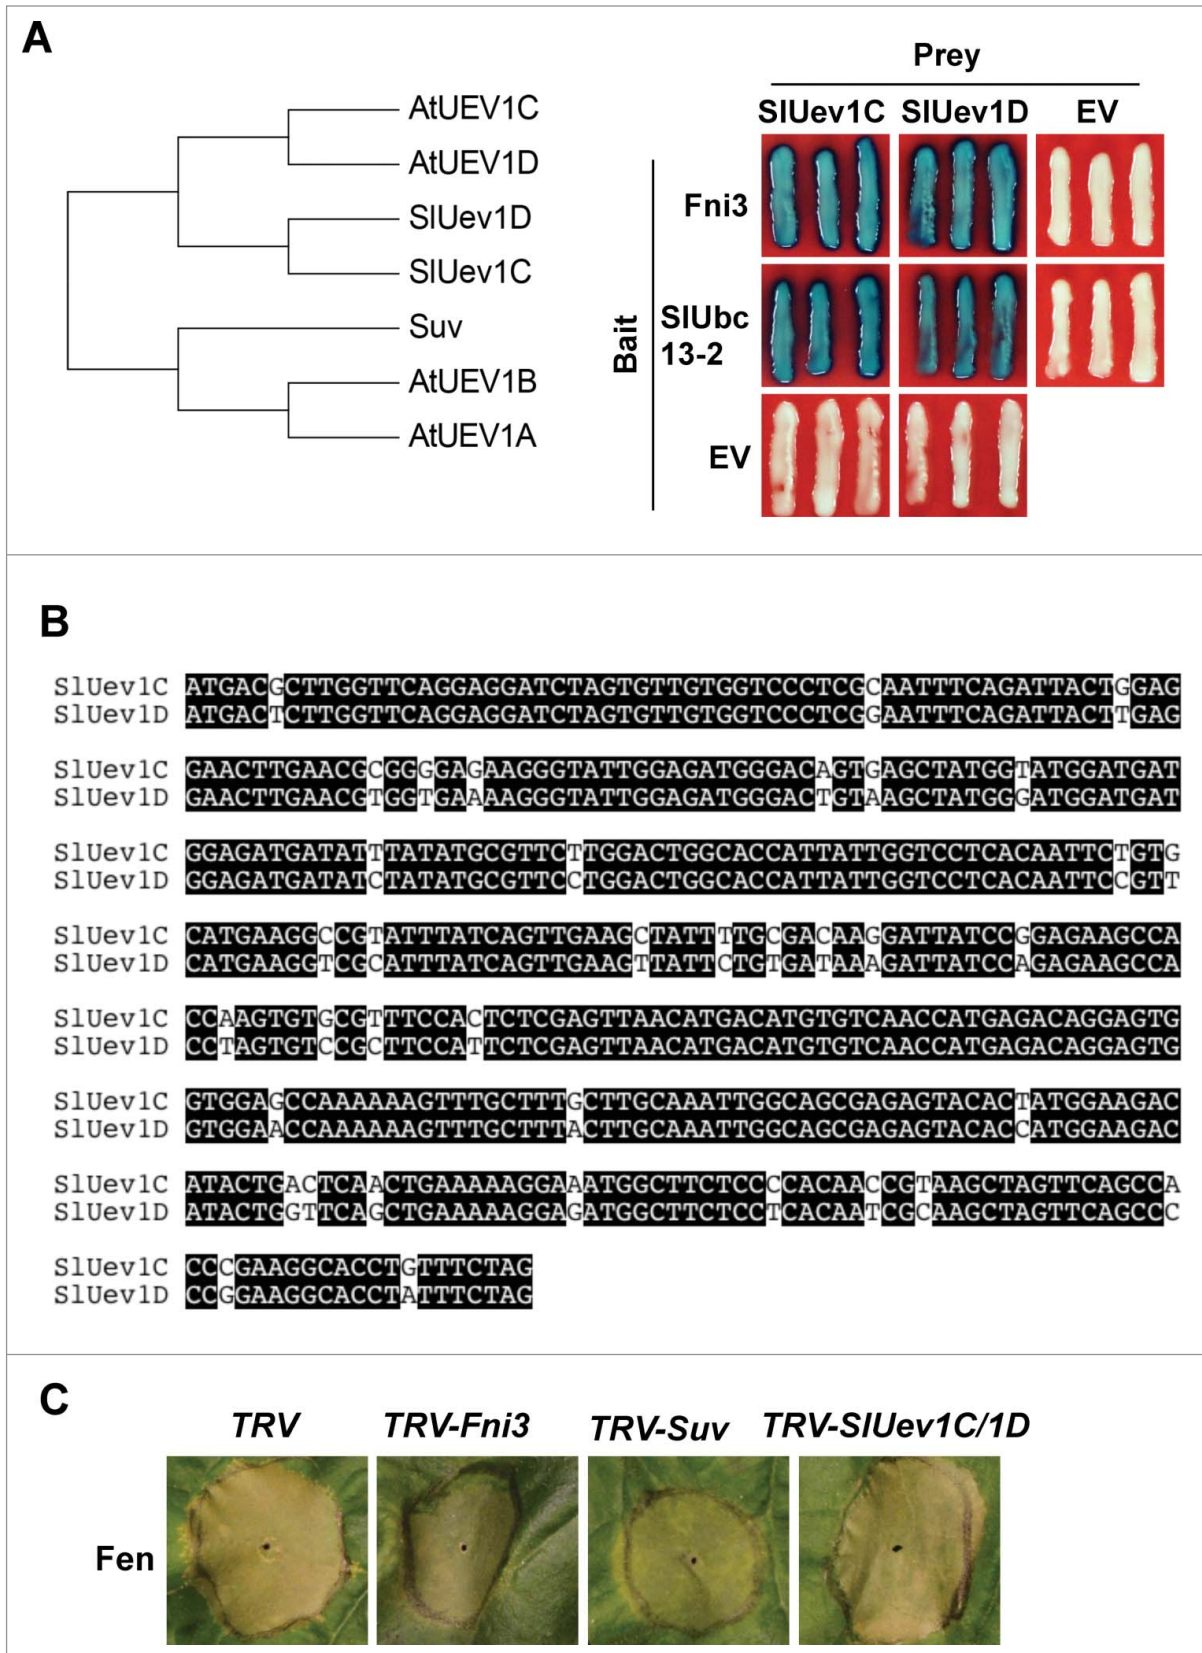 A
AtUEV1C
AtUEV1D
SlUev1D
SlUev1C
Suv
AtUEV1B
AtUEV1A
Prey
SlUev1C SlUev1D EV
Bait
Fni3
SlUbc
13-2
EV
B
SlUev1C ATGACGCTTGGTTCAGGAGGATCTAGTGTTGTGGTCCCTCGCAATTTCAGATTACTGGAG
SlUev1D ATGACTCTTGGTTCAGGAGGATCTAGTGTTGTGGTCCCTCGGAATTTCAGATTACTTGAG
SlUev1C GAACTTGAACGCGGGGAGAAGGGTATTGGAGATGGGACAGTGAGCTATGGTATGGATGAT
SlUev1D GAACTTGAACGTGGTGAAAAGGGTATTGGAGATGGGACTGTAAGCTATGGGATGGATGAT
SlUev1C GGAGATGATATTTATATGCGTTCTTGGACTGGCACCATTATTGGTCCTCACAATTCTGTG
SlUev1D GGAGATGATATCTATATGCGTTCCTGGACTGGCACCATTATTGGTCCTCACAATTCCGTT
SlUev1C CATGAAGGCCGTATTTATCAGTTGAAGCTATTTTGCGACAAGGATTATCCGGAGAAGCCA
SlUev1D CATGAAGGTCGCATTTATCAGTTGAAGTTATTCTGTGATAAAGATTATCCAGAGAAGCCA
SlUev1C CCAAGTGTGCGTTTCCACTCTCGAGTTAACATGACATGTGTCAACCATGAGACAGGAGTG
SlUev1D CCTAGTGTCCGCTTCCATTCTCGAGTTAACATGACATGTGTCAACCATGAGACAGGAGTG
SlUev1C GTGGAGCCAAAAAAGTTTGCTTTGCTTGCAAATTGGCAGCGAGAGTACACTATGGAAGAC
SlUev1D GTGGAACCAAAAAAGTTTGCTTTACTTGCAAATTGGCAGCGAGAGTACACCATGGAAGAC
SlUev1C ATACTGACTCAACTGAAAAAGGAAATGGCTTCTCCCCACAACCGTAAGCTAGTTCAGCCA
SlUev1D ATACTGGTTCAGCTGAAAAAGGAGATGGCTTCTCCTCACAATCGCAAGCTAGTTCAGCCC
SlUev1C CCCGAAGGCACCTGTTTCTAG
SlUev1D CCGGAAGGCACCTATTTCTAG
C
TRV TRV-Fni3 TRV-Suv TRV-SlUev1C/1D
Fen